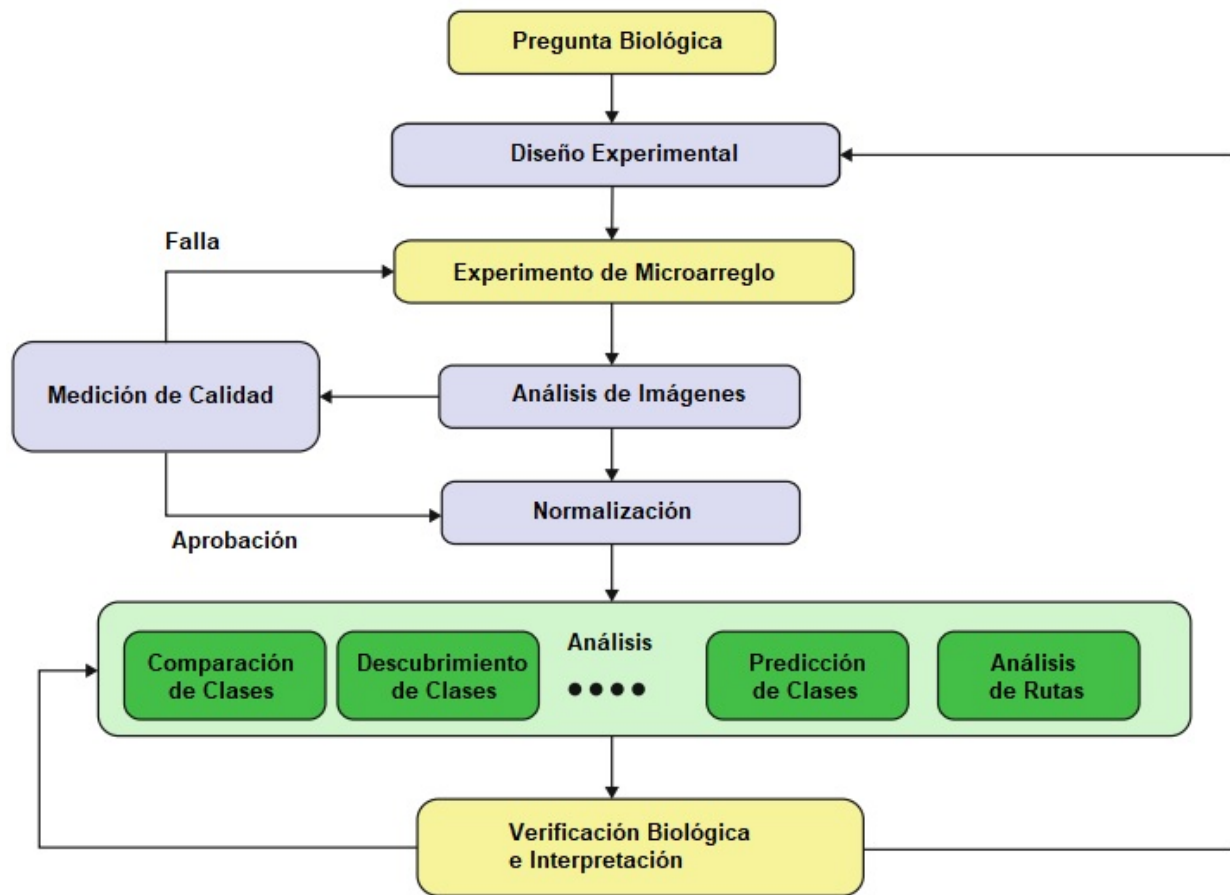 Pregunta Biológica
Diseño Experimental
Falla
Experimento de Microarreglo
Medición de Calidad
Análisis de Imágenes
Normalización
Aprobación
Análisis
Comparación
de Clases
Descubrimiento
de Clases
Predicción
de Clases
Análisis
de Rutas
Verificación Biológica
e Interpretación